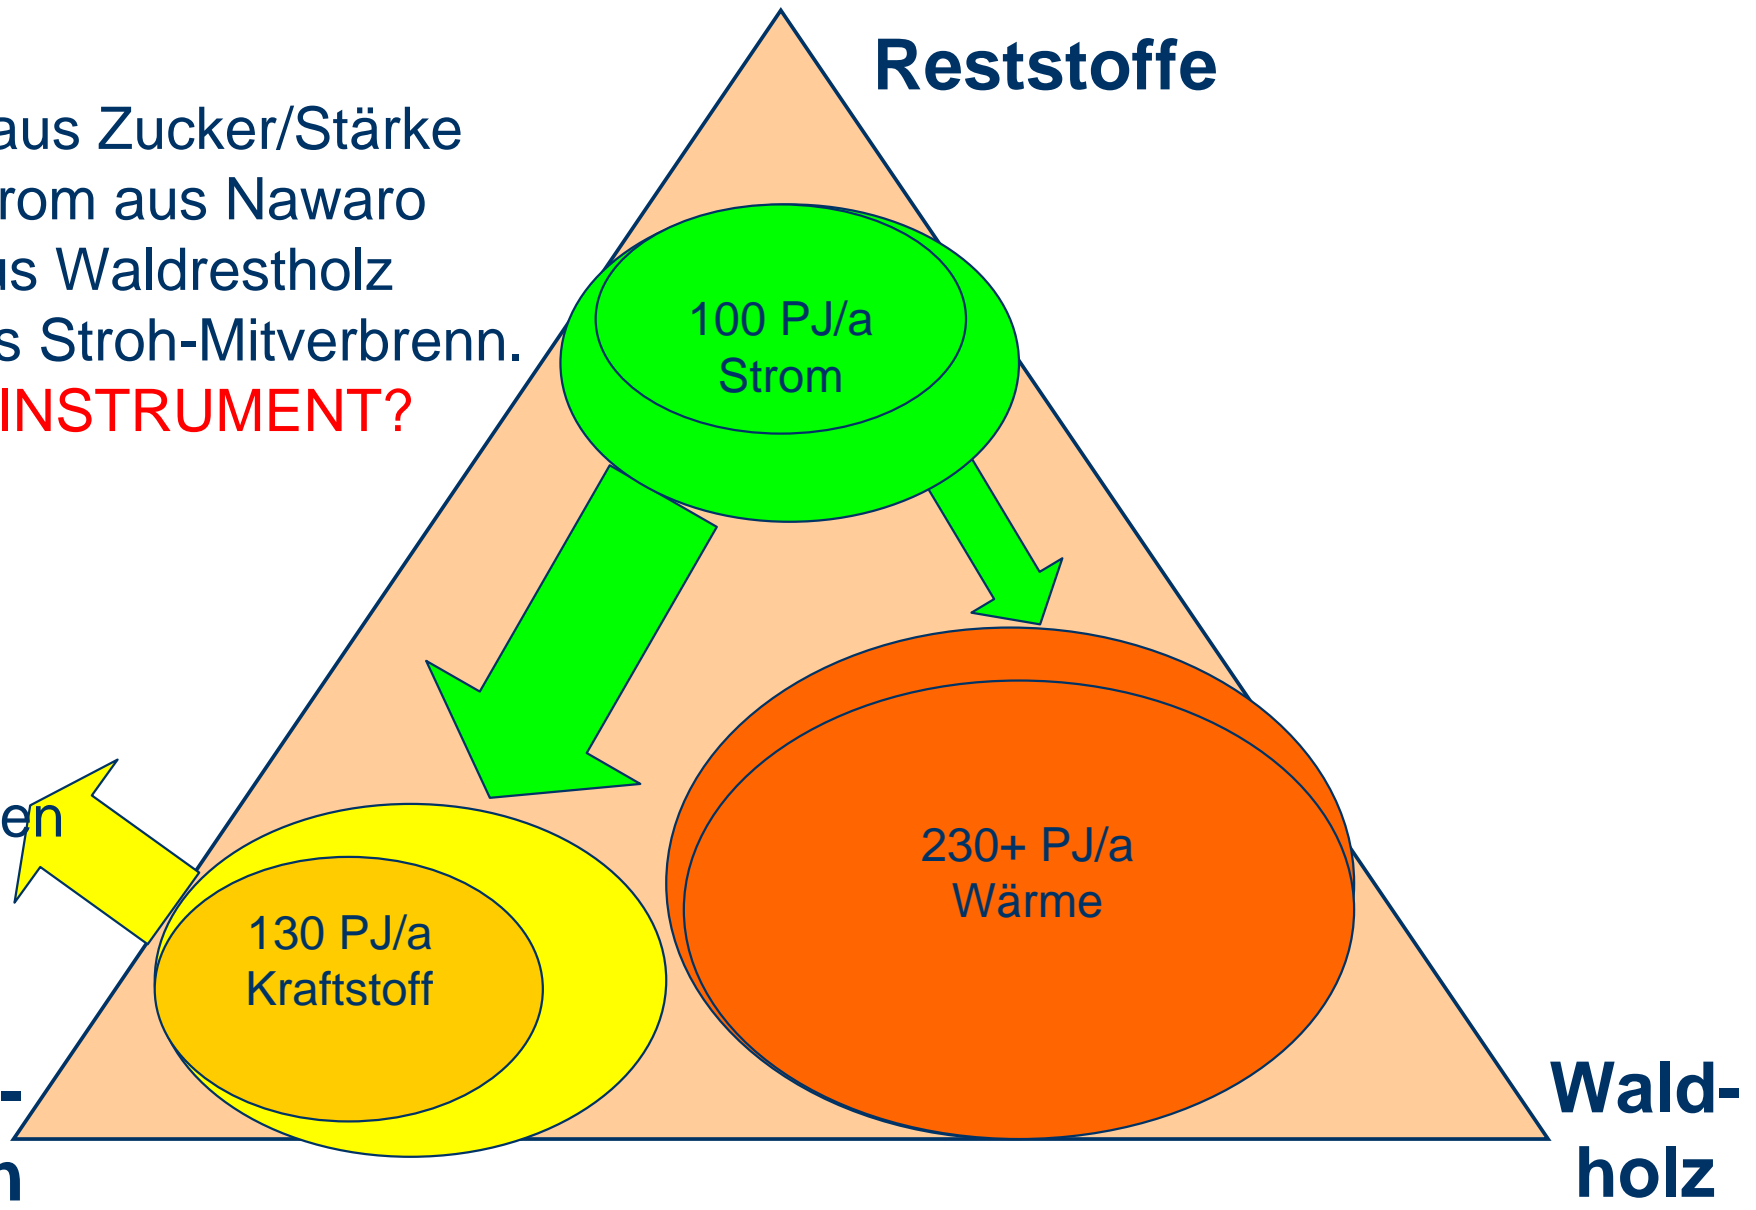 Reststoffe
aus Zucker/Stärke
rom aus Nawaro
us Waldrestholz
s Stroh-Mitverbrenn.
INSTRUMENT?
100 PJ/a
Strom
en
230+ PJ/a
Wärme
130 PJ/a
Kraftstoff
-
n
Wald-
holz